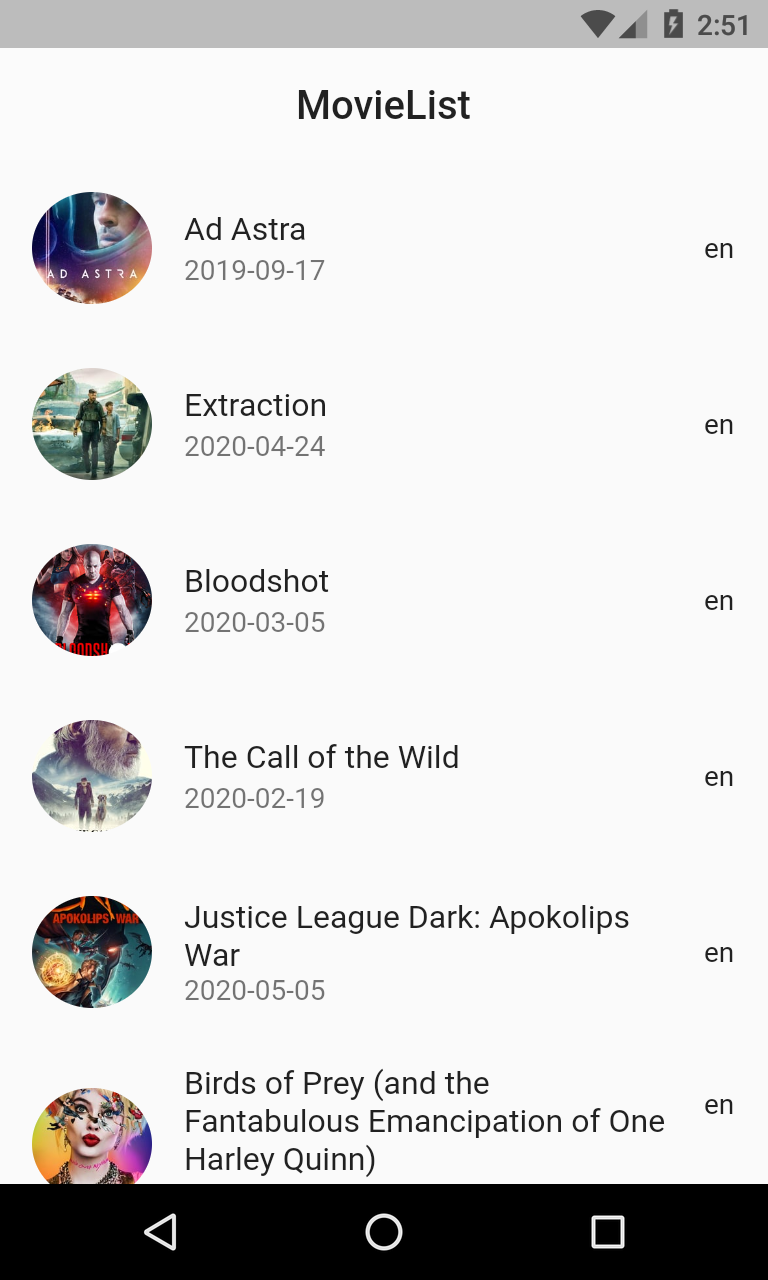 2:51
MovieList
AD ASTRA
Ad Astra
2019-09-17
en
Extraction
2020-04-24
en
Bloodshot
2020-03-05
en
The Call of the Wild
2020-02-19
en
APOKOLIPS WAR
Justice League Dark: Apokolips
War
2020-05-05
en
Birds of Prey (and the
Fantabulous Emancipation of One
Harley Quinn)
en